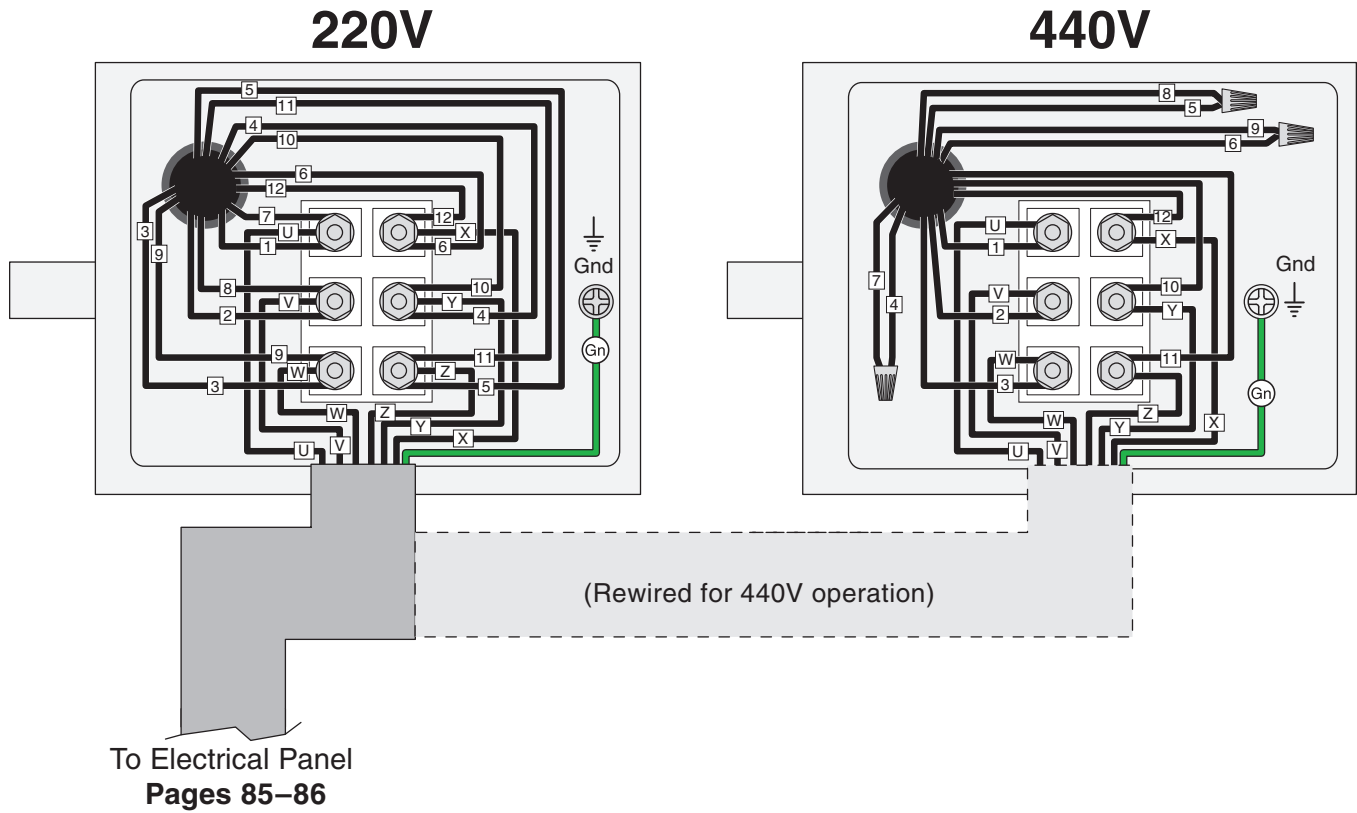 220V
440V
5
11
4
10
6
12
7
12
3
U
X
9
1
6
Gnd
8
10
V
Y
2
4
Gn
9
11
W
Z
3
5
W
Z
Y
U
V
X
8
5
9
6
U
12
1
X
7
4
Gnd
V
10
2
Y
W
11
3
Gn
W
Z
Y
X
U
V
(Rewired for 440V operation)
To Electrical Panel
Pages 85–86